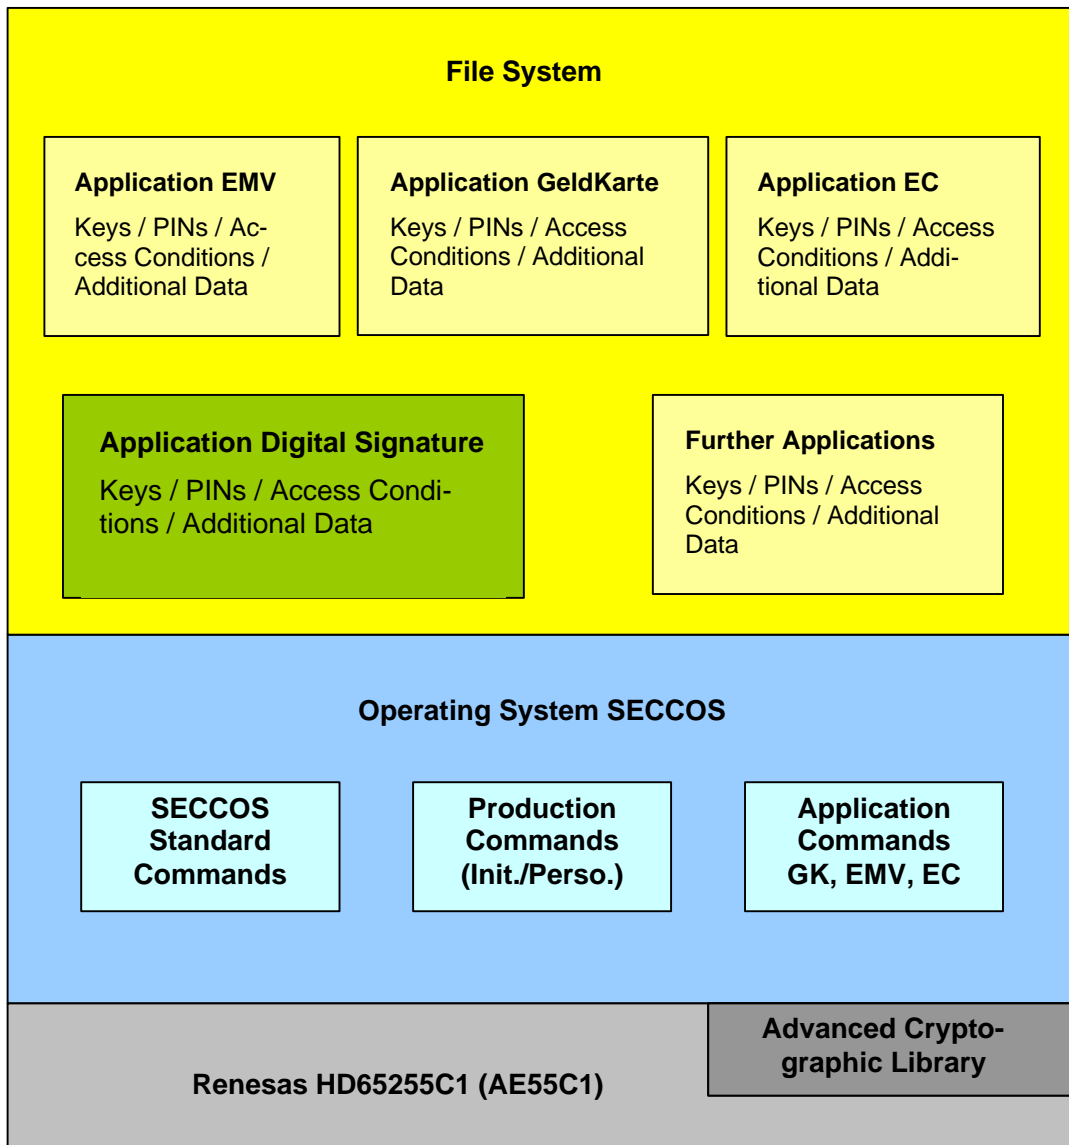 File System
Application EMV
Keys / PINs / Ac-
cess Conditions /
Additional Data
Application GeldKarte
Keys / PINs / Access
Conditions / Additional
Data
Application EC
Keys / PINs / Access
Conditions / Addi-
tional Data
Application Digital Signature
Keys / PINs / Access Condi-
tions / Additional Data
Further Applications
Keys / PINs / Access
Conditions / Additional
Data
Operating System SECCOS
SECCOS
Standard
Commands
Production
Commands
(Init./Perso.)
Application
Commands
GK, EMV, EC
Advanced Crypto-
graphic Library
Renesas HD65255C1 (AE55C1)